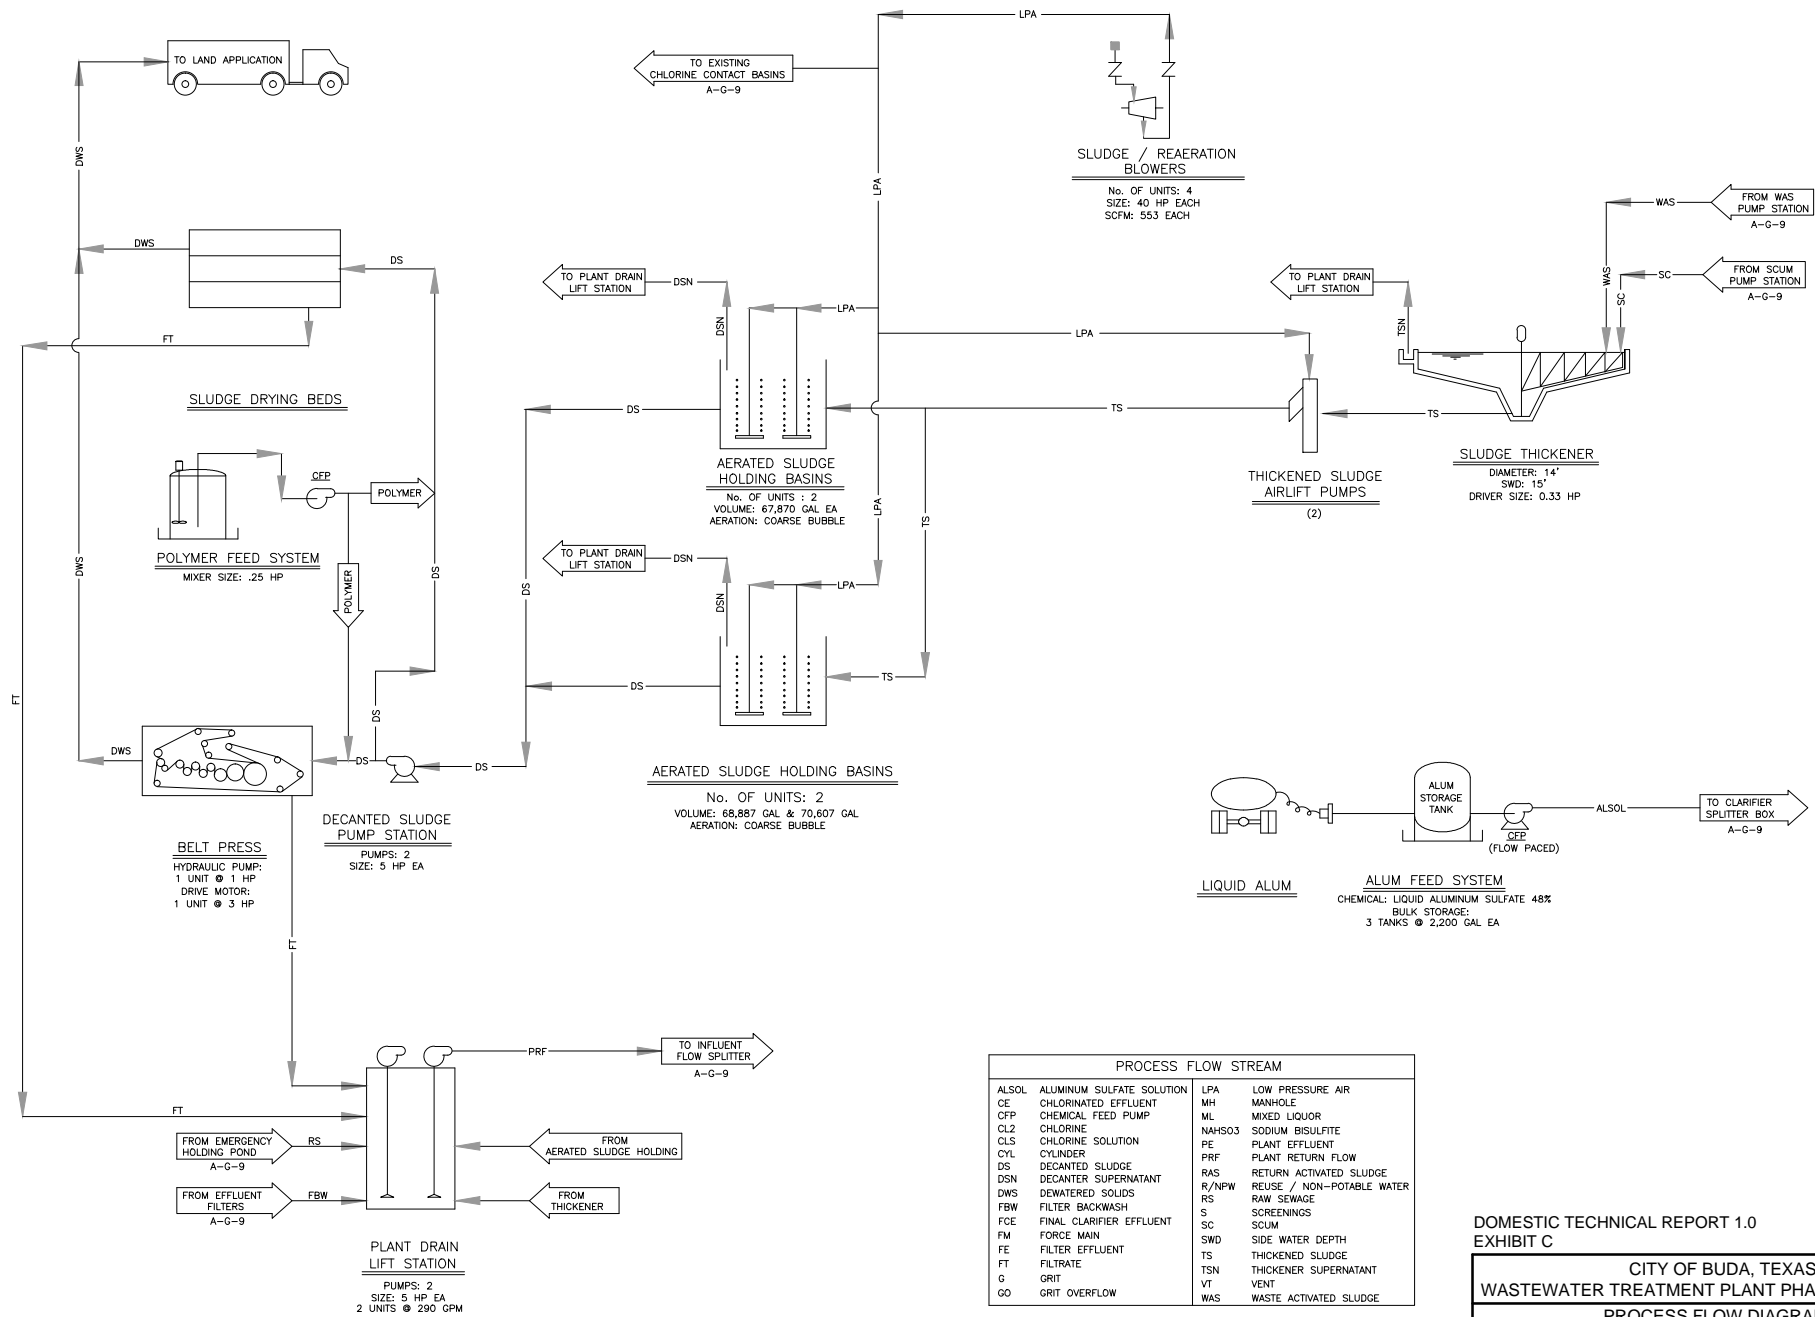 LPA
TO LAND APPLICATION
TO EXISTING
CHLORINE CONTACT BASINS
A-G-9
DWS
LPA
SLUDGE / REAERATION
BLOWERS
No. OF UNITS: 4
SIZE: 40 HP EACH
SCFM: 553 EACH
WAS
FROM WAS
PUMP STATION
A-G-9
DWS
DS
TO PLANT DRAIN
LIFT STATION
DSN
DSN
LPA
TO PLANT DRAIN
LIFT STATION
TSN
WAS
SC
SC
FROM SCUM
PUMP STATION
A-G-9
FT
LPA
SLUDGE DRYING BEDS
DS
TS
TS
AERATED SLUDGE
HOLDING BASINS
No. OF UNITS : 2
VOLUME: 67,870 GAL EA
AERATION: COARSE BUBBLE
THICKENED SLUDGE
AIRLIFT PUMPS
(2)
SLUDGE THICKENER
DIAMETER: 14'
SWD: 15'
DRIVER SIZE: 0.33 HP
CFP
POLYMER
POLYMER FEED SYSTEM
MIXER SIZE: .25 HP
POLYMER
DWS
DS
DS
LPA
TS
TO PLANT DRAIN
LIFT STATION
DSN
DSN
LPA
FT
DS
DS
TS
DWS
DS
DS
AERATED SLUDGE HOLDING BASINS
No. OF UNITS: 2
VOLUME: 68,887 GAL & 70,607 GAL
AERATION: COARSE BUBBLE
DECANTED SLUDGE
PUMP STATION
PUMPS: 2
SIZE: 5 HP EA
BELT PRESS
HYDRAULIC PUMP:
1 UNIT @ 1 HP
DRIVE MOTOR:
1 UNIT @ 3 HP
ALUM
STORAGE
TANK
CFP
(FLOW PACED)
ALSOL
TO CLARIFIER
SPLITTER BOX
A-G-9
LIQUID ALUM
ALUM FEED SYSTEM
CHEMICAL: LIQUID ALUMINUM SULFATE 48%
BULK STORAGE:
3 TANKS @ 2,200 GAL EA
FT
PRF
TO INFLUENT
FLOW SPLITTER
A-G-9
FT
FROM EMERGENCY
HOLDING POND
A-G-9
RS
FROM
AERATED SLUDGE HOLDING
FROM EFFLUENT
FILTERS
A-G-9
FBW
FROM
THICKENER
PLANT DRAIN
LIFT STATION
PUMPS: 2
SIZE: 5 HP EA
2 UNITS @ 290 GPM
PROCESS FLOW STREAM
ALSOL ALUMINUM SULFATE SOLUTION
CE CHLORINATED EFFLUENT
CFP CHEMICAL FEED PUMP
CL2 CHLORINE
CLS CHLORINE SOLUTION
CYL CYLINDER
DS DECANTED SLUDGE
DSN DECANTER SUPERNATANT
DWS DEWATERED SOLIDS
FBW FILTER BACKWASH
FCE FINAL CLARIFIER EFFLUENT
FM FORCE MAIN
FE FILTER EFFLUENT
FT FILTRATE
G GRIT
GO GRIT OVERFLOW
LPA LOW PRESSURE AIR
MH MANHOLE
ML MIXED LIQUOR
NAHSO3 SODIUM BISULFITE
PE PLANT EFFLUENT
PRF PLANT RETURN FLOW
RAS RETURN ACTIVATED SLUDGE
R/NPW REUSE / NON-POTABLE WATER
RS RAW SEWAGE
S SCREENINGS
SC SCUM
SWD SIDE WATER DEPTH
TS THICKENED SLUDGE
TSN THICKENER SUPERNATANT
VT VENT
WAS WASTE ACTIVATED SLUDGE
DOMESTIC TECHNICAL REPORT 1.0
EXHIBIT C
CITY OF BUDA, TEXAS
WASTEWATER TREATMENT PLANT PHA
PROCESS FLOW DIAGRA